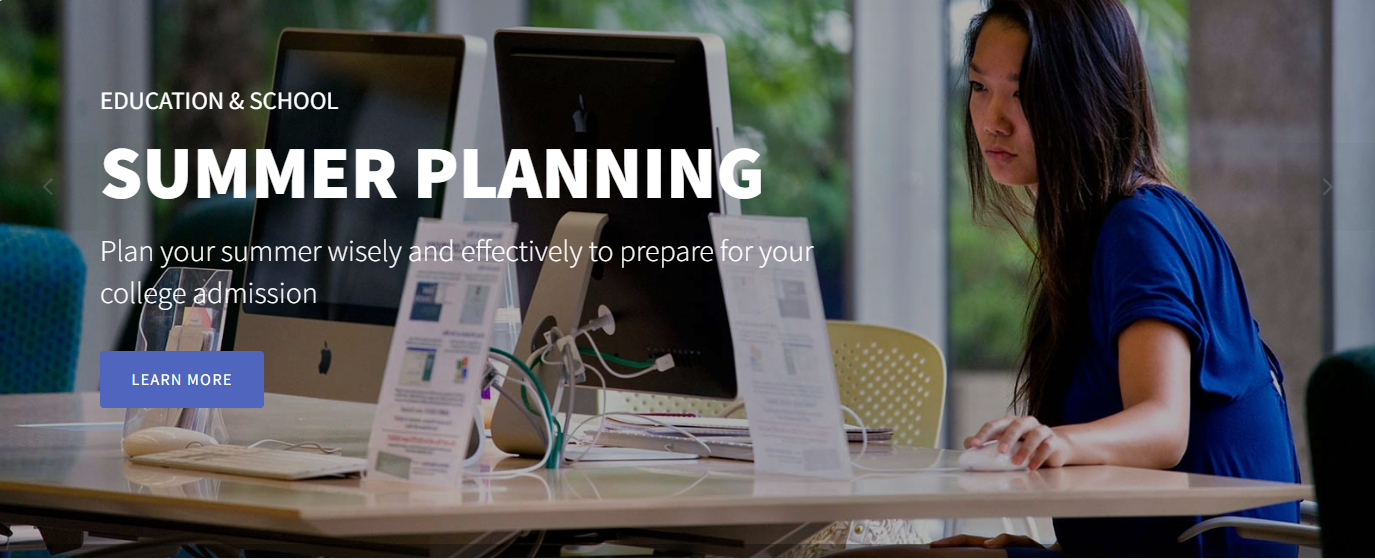 EDUCATION & SCHOOL
SUMMER PLANNING
Plan your summer wisely and effectively to prepare for your
college admission
LEARN MORE